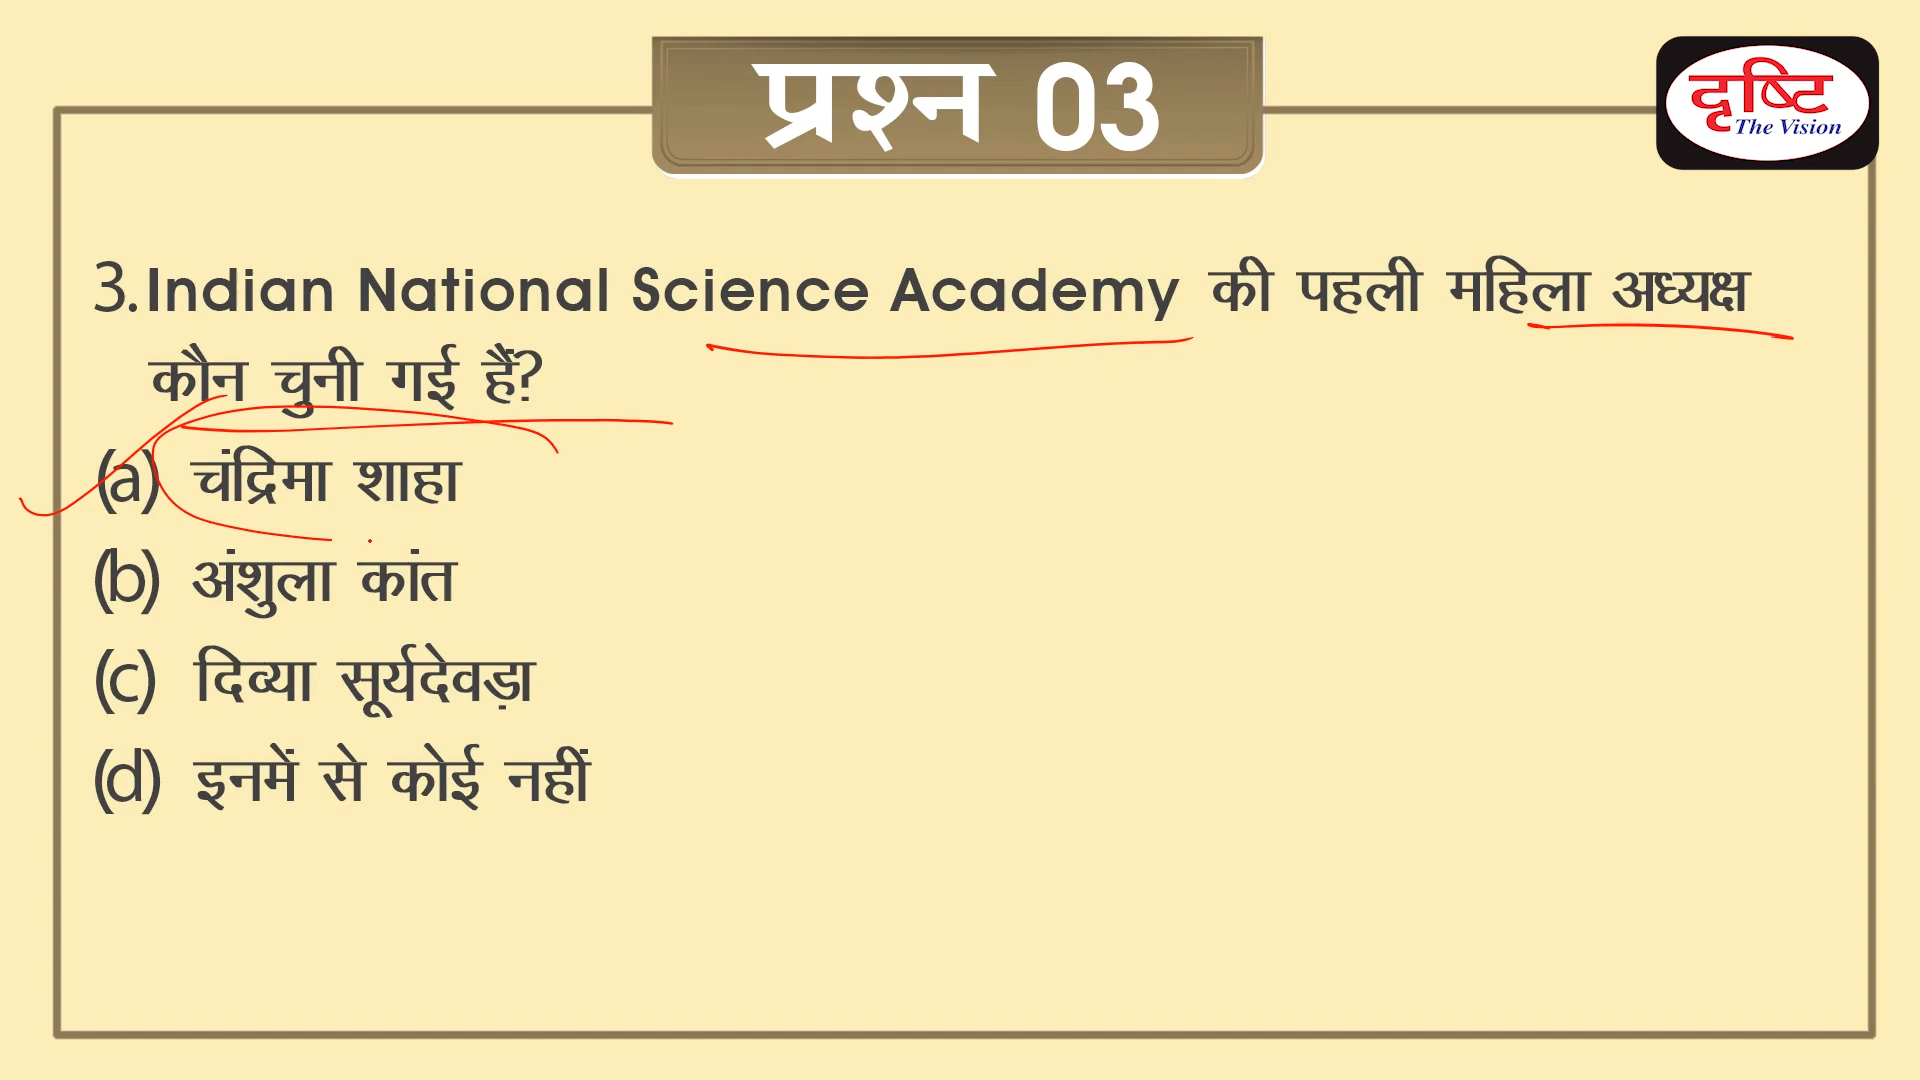 प्रश्न 03
दृष्टि
The Vision
3. Indian National Science Academy की पहली महिला अध्यक्ष
कौन चुनी गई हैं?
(a) चंद्रिमा शाहा
(b) अंशुला कांत
(c) दिव्या सूर्यदेवड़ा
(d) इनमें से कोई नहीं